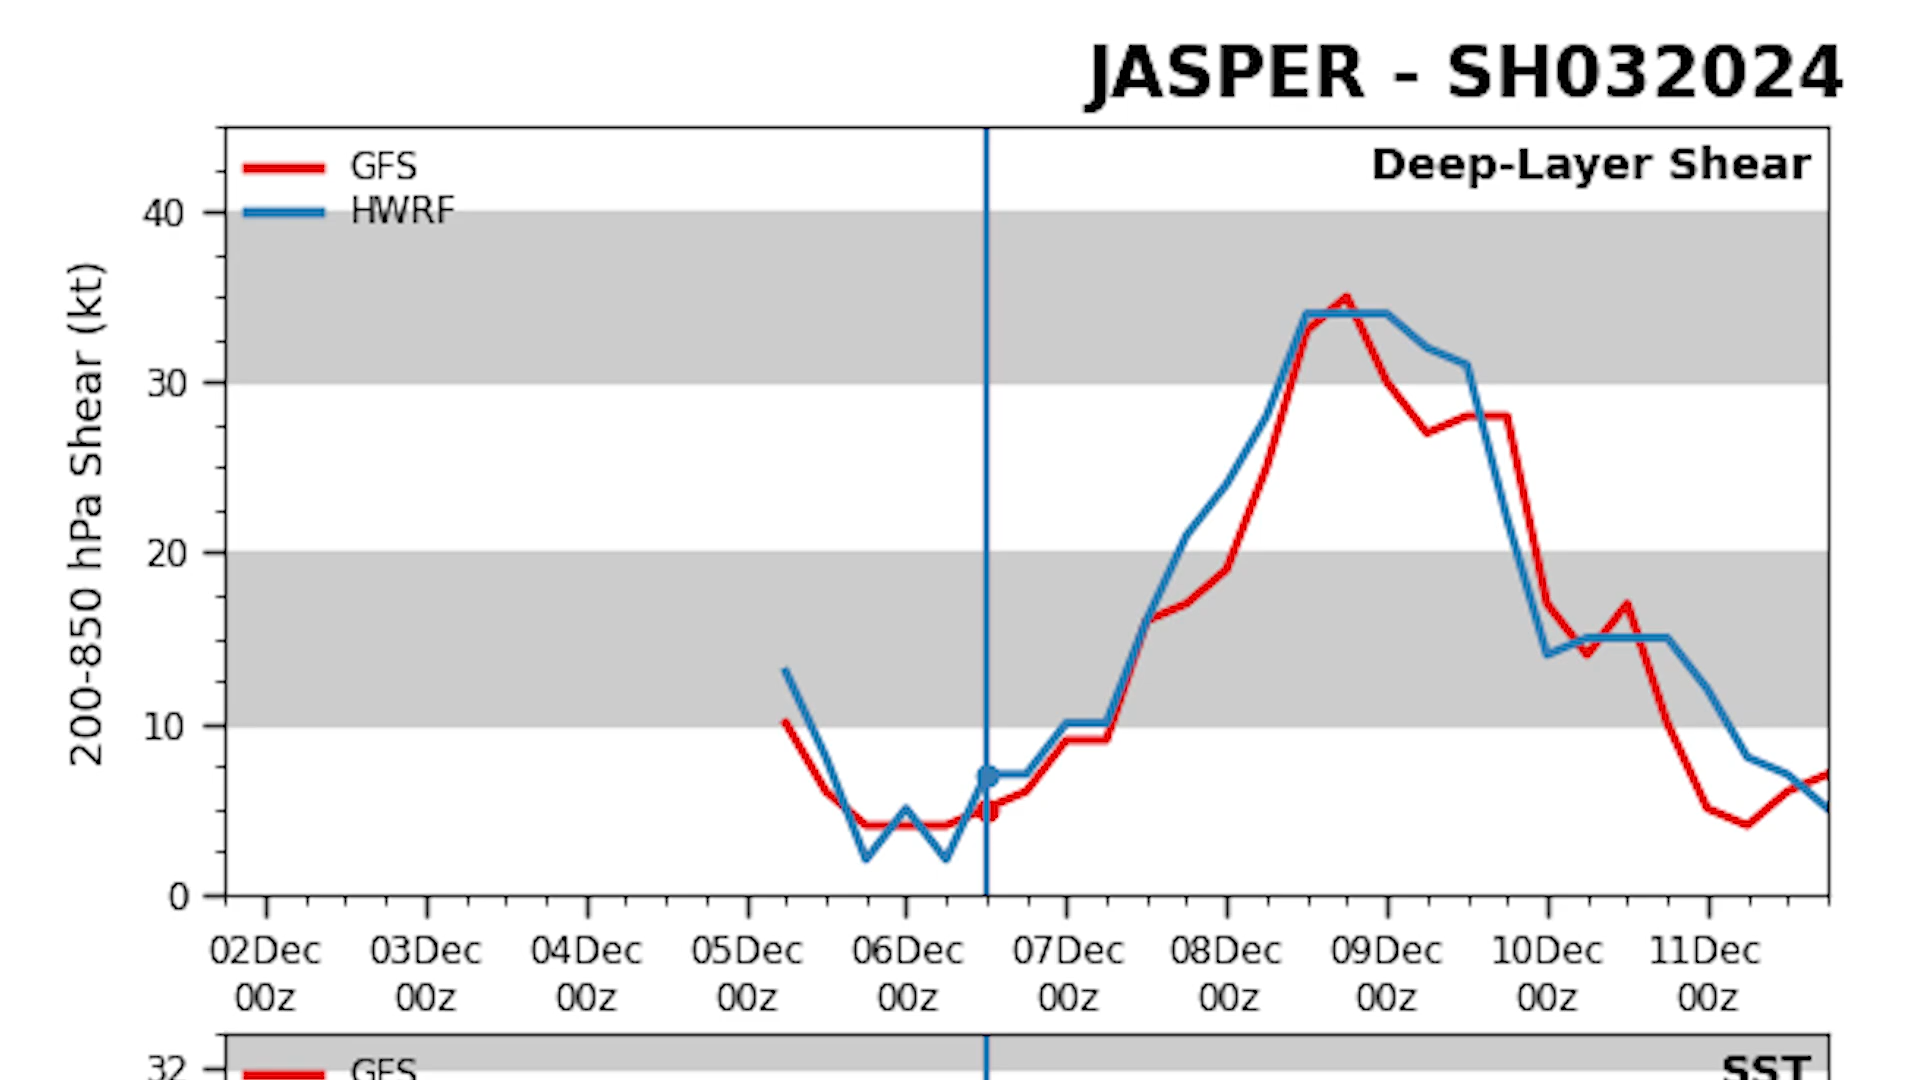 JASPER - SH032024
Deep-Layer Shear
GFS
HWRF
200-850 hPa Shear (kt)
40
30
20
10
0
02Dec 03Dec 04Dec 05Dec 06Dec 07Dec 08Dec 09Dec 10Dec 11Dec
00z 00z 00z 00z 00z 00z 00z 00z 00z 00z
32
GFS
SST